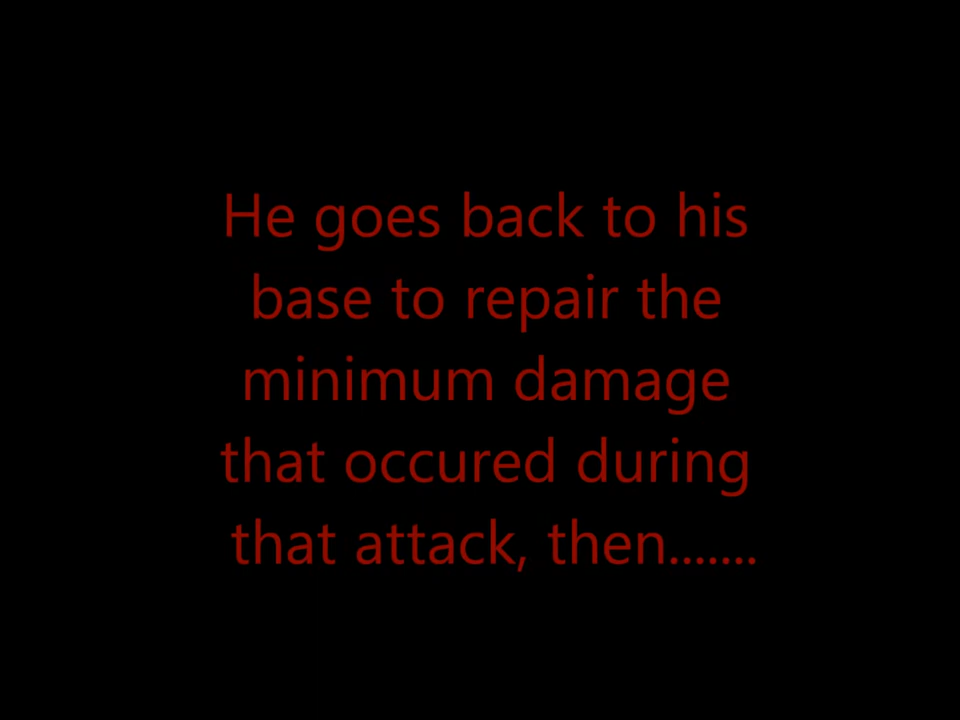 He goes back to his
base to repair the
minimum damage
that occured during
that attack, then.......